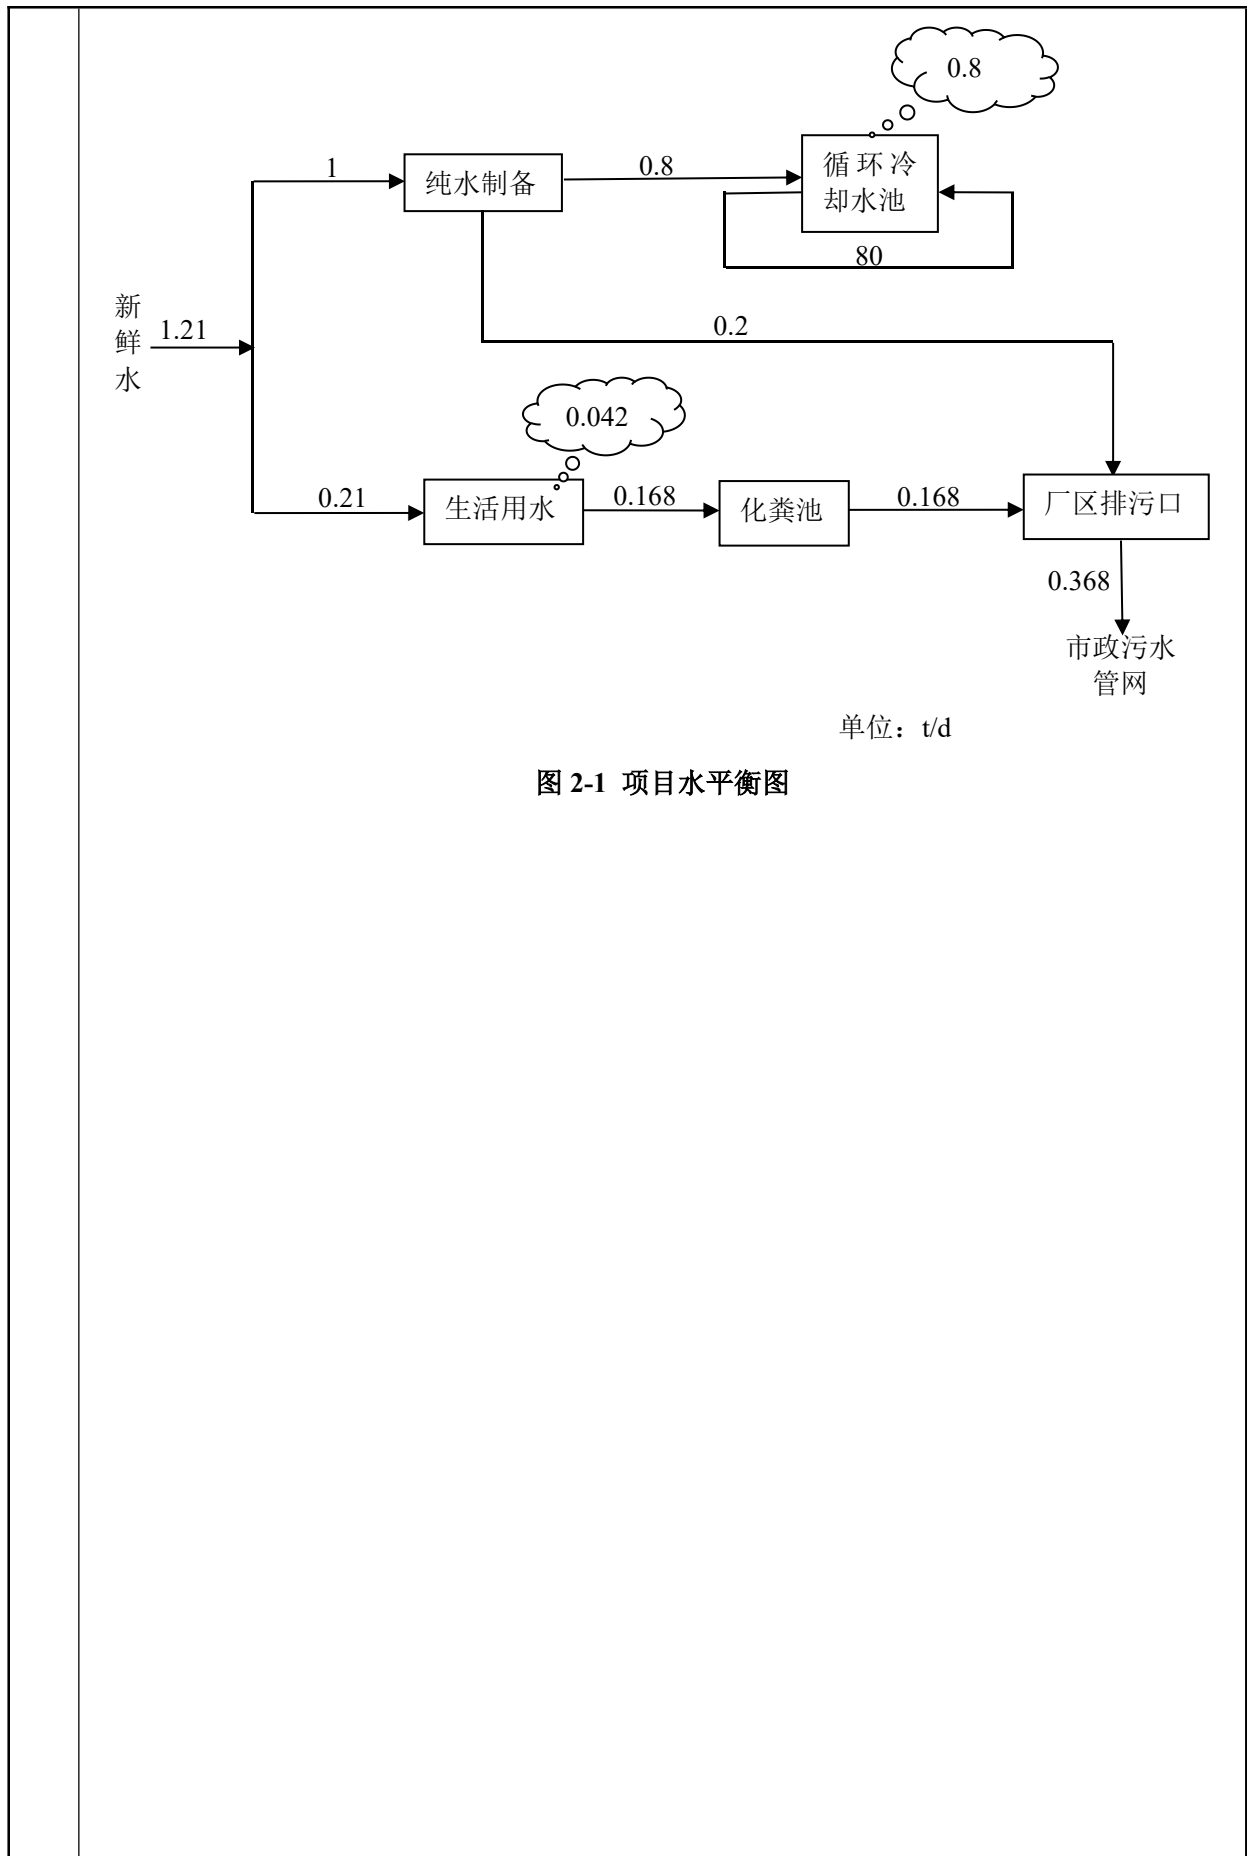 0.8
1
纯水制备
0.8
循环冷
却水池
80
新
鲜
水
1.21
0.2
0.042
0.21
生活用水
0.168
化粪池
0.168
厂区排污口
0.368
市政污水
管网
单位：t/d
图 2-1 项目水平衡图